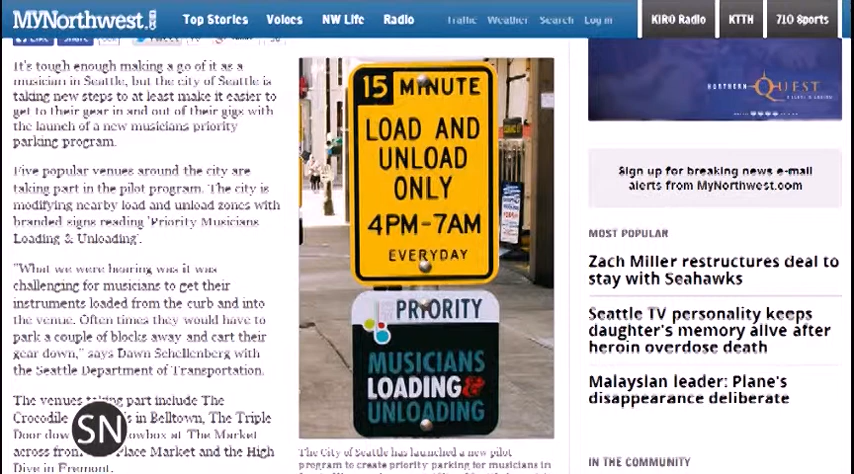 MYNorthwest.com
Top Stories Voices NW Life Radio Traffic Weather Search Log in KIRO Radio KTTH 710 Sports
It's tough enough making a go of it as a
musician in Seattle, but the city of Seattle is
taking new steps to at least make it easier to
get to their gear in and out of their gigs with
the launch of a new musicians priority
parking program.
Five popular venues around the city are
taking part in the pilot program. The city is
modifying nearby load and unload zones with
branded signs reading 'Priority Musicians
Loading & Unloading'.
"What we were hearing was it was
challenging for musicians to get their
instruments loaded from the curb and into
the venue. Often times they would have to
park a couple of blocks away and cart their
gear down," says Dawn Schellenberg with
the Seattle Department of Transportation.
The venues taking part include The
Crocodile in Belltown, The Triple
Door SN at The Market
across Place Market and the High
Dive in Fremont.
15 MINUTE
LOAD AND
UNLOAD
ONLY
4PM-7AM
EVERYDAY
PRIORITY
MUSICIANS
LOADING &
UNLOADING
The City of Seattle has launched a new pilot
program to create priority parking for musicians in
NORTHERN QUEST
Sign up for breaking news e-mail
alerts from MyNorthwest.com
MOST POPULAR
Zach Miller restructures deal to
stay with Seahawks
Seattle TV personality keeps
daughter's memory alive after
heroin overdose death
Malaysian leader: Plane's
disappearance deliberate
IN THE COMMUNITY